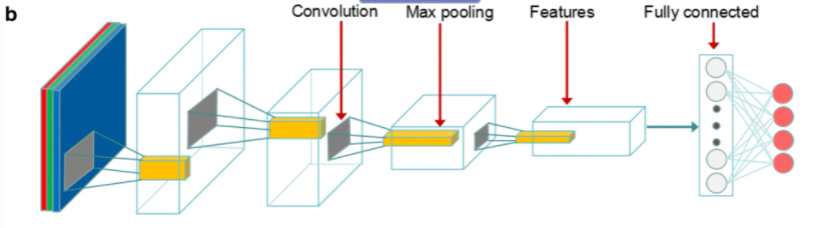 b
Convolution
Max pooling
Features
Fully connected